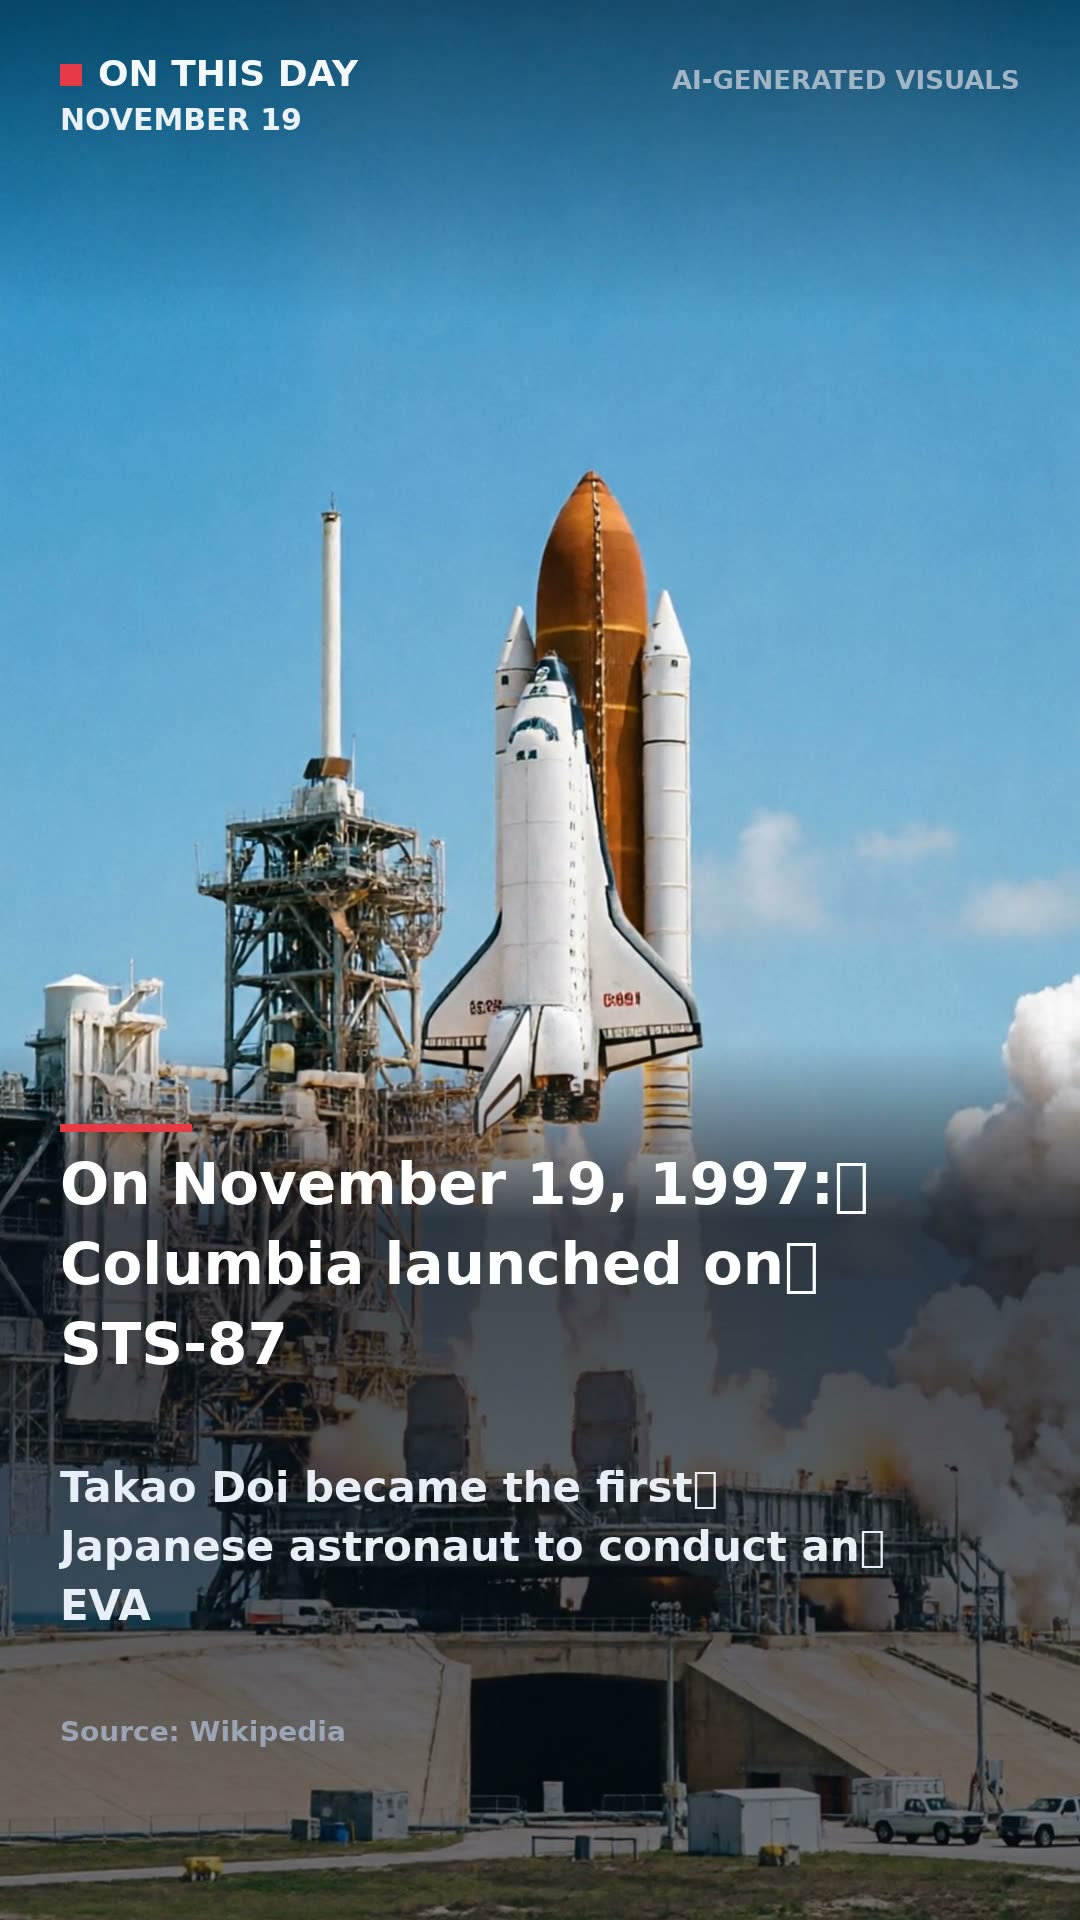 ON THIS DAY
NOVEMBER 19
AI-GENERATED VISUALS
On November 19, 1997:
Columbia launched on
STS-87
Takao Doi became the first
Japanese astronaut to conduct an
EVA
Source: Wikipedia